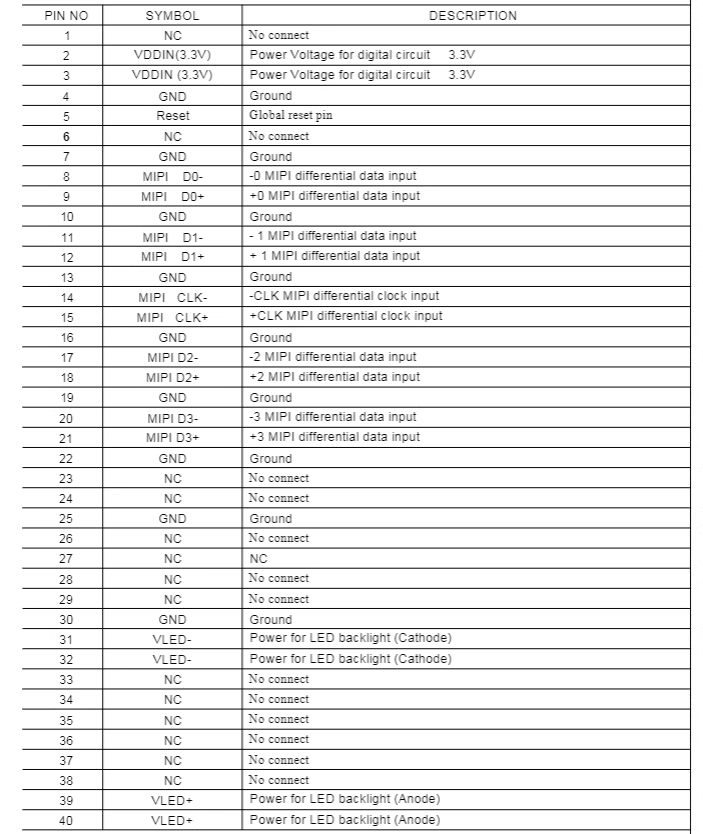 PIN NO SYMBOL DESCRIPTION
1 NC No connect
2 VDDIN(3.3V) Power Voltage for digital circuit 3.3V
3 VDDIN (3.3V) Power Voltage for digital circuit 3.3V
4 GND Ground
5 Reset Global reset pin
6 NC No connect
7 GND Ground
8 MIPI D0- -0 MIPI differential data input
9 MIPI D0+ +0 MIPI differential data input
10 GND Ground
11 MIPI D1- - 1 MIPI differential data input
12 MIPI D1+ + 1 MIPI differential data input
13 GND Ground
14 MIPI CLK- -CLK MIPI differential clock input
15 MIPI CLK+ +CLK MIPI differential clock input
16 GND Ground
17 MIPI D2- -2 MIPI differential data input
18 MIPI D2+ +2 MIPI differential data input
19 GND Ground
20 MIPI D3- -3 MIPI differential data input
21 MIPI D3+ +3 MIPI differential data input
22 GND Ground
23 NC No connect
24 NC No connect
25 GND Ground
26 NC No connect
27 NC NC
28 NC No connect
29 NC No connect
30 GND Ground
31 VLED- Power for LED backlight (Cathode)
32 VLED- Power for LED backlight (Cathode)
33 NC No connect
34 NC No connect
35 NC No connect
36 NC No connect
37 NC No connect
38 NC No connect
39 VLED+ Power for LED backlight (Anode)
40 VLED+ Power for LED backlight (Anode)